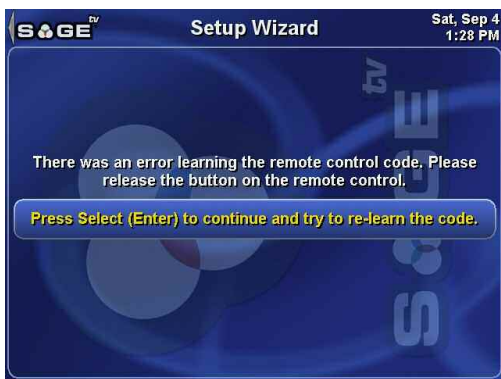 SAGE tv
Setup Wizard
Sat, Sep 4
1:28 PM
There was an error learning the remote control code. Please
release the button on the remote control.
Press Select (Enter) to continue and try to re-learn the code.
SAGE tv